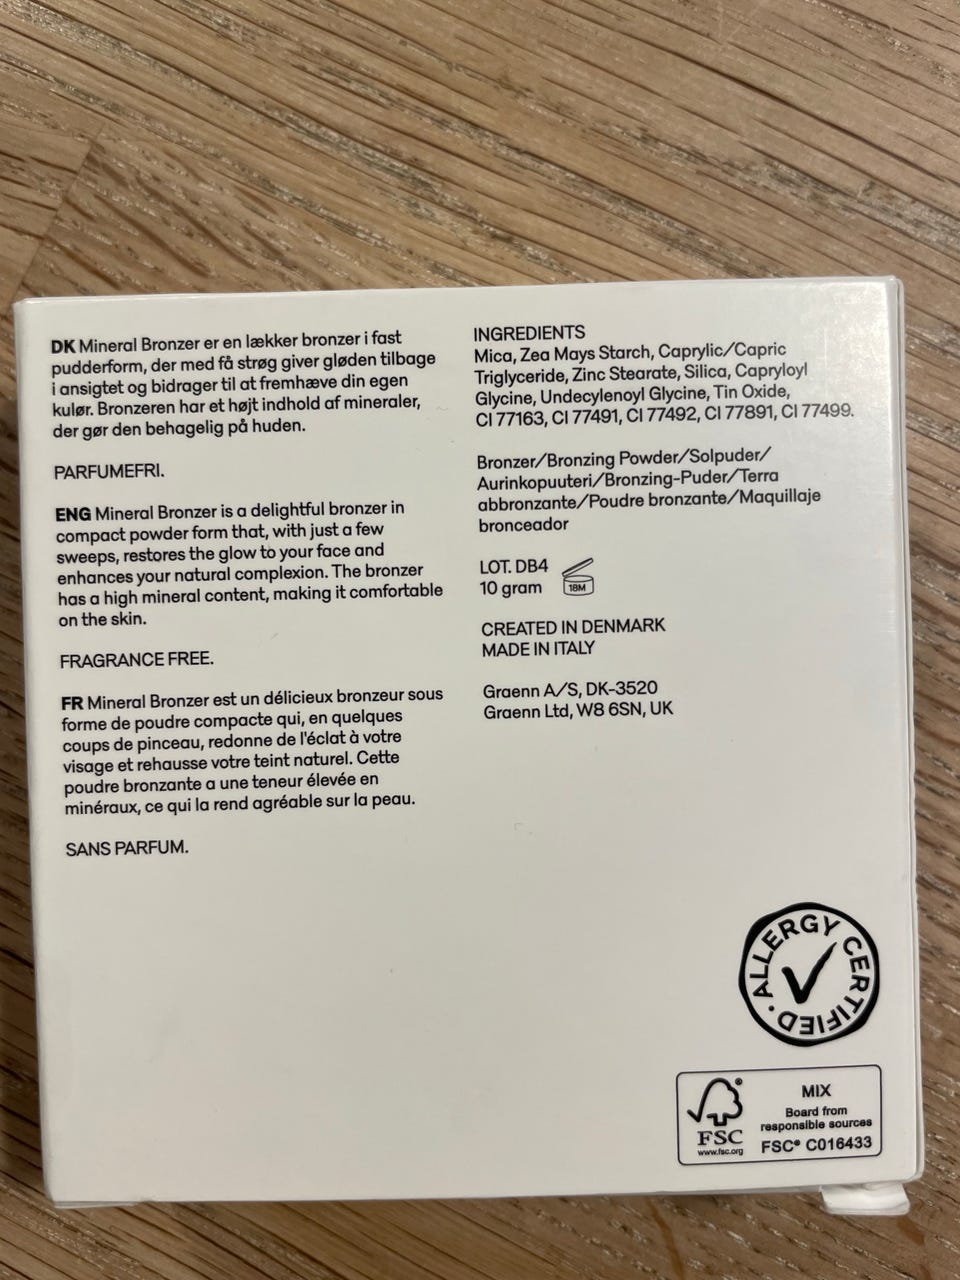 DK Mineral Bronzer er en lækker bronzer i fast
pudderform, der med få strøg giver gløden tilbage
i ansigtet og bidrager til at fremhæve din egen
kulør. Bronzeren har et højt indhold af mineraler,
der gør den behagelig på huden.
PARFUMEFRI.
ENG Mineral Bronzer is a delightful bronzer in
compact powder form that, with just a few
sweeps, restores the glow to your face and
enhances your natural complexion. The bronzer
has a high mineral content, making it comfortable
on the skin.
FRAGRANCE FREE.
FR Mineral Bronzer est un délicieux bronzeur sous
forme de poudre compacte qui, en quelques
coups de pinceau, redonne de l'éclat à votre
visage et rehausse votre teint naturel. Cette
poudre bronzante a une teneur élevée en
minéraux, ce qui la rend agréable sur la peau.
SANS PARFUM.
INGREDIENTS
Mica, Zea Mays Starch, Caprylic/Capric
Triglyceride, Zinc Stearate, Silica, Capryloyl
Glycine, Undecylenoyl Glycine, Tin Oxide,
CI 77163, CI 77491, CI 77492, CI 77891, CI 77499.
Bronzer/Bronzing Powder/Solpuder/
Aurinkopuuteri/Bronzing-Puder/Terra
abbronzante/Poudre bronzante/Maquillaje
bronceador
LOT. DB4
10 gram 18M
CREATED IN DENMARK
MADE IN ITALY
Graenn A/S, DK-3520
Graenn Ltd, W8 6SN, UK
ALLERGY CERTIFIED
MIX
Board from
responsible sources
FSC® C016433
FSC
www.fsc.org